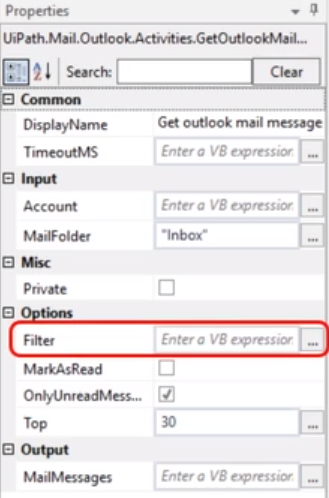 Properties
UiPath.Mail.Outlook.Activities.GetOutlookMail...
Search: Clear
Common
DisplayName Get outlook mail message
TimeoutMS Enter a VB expression ...
Input
Account Enter a VB expression ...
MailFolder "Inbox" ...
Misc
Private
Options
Filter Enter a VB expression ...
MarkAsRead
OnlyUnreadMess...
Top 30 ...
Output
MailMessages Enter a VB expression ...